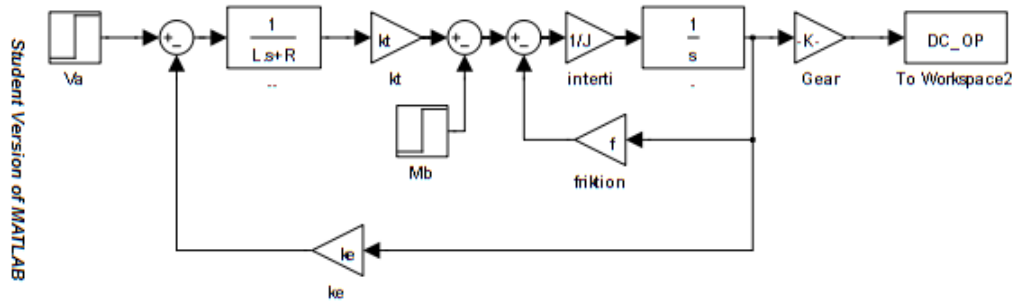 Student Version of MATLAB
Va
+
-
1
L.s+R
..
kt
kt
+
-
Mb
+
-
1/J
interti
1
s
.
f
friktion
-K-
Gear
DC_OP
To Workspace2
ke
ke